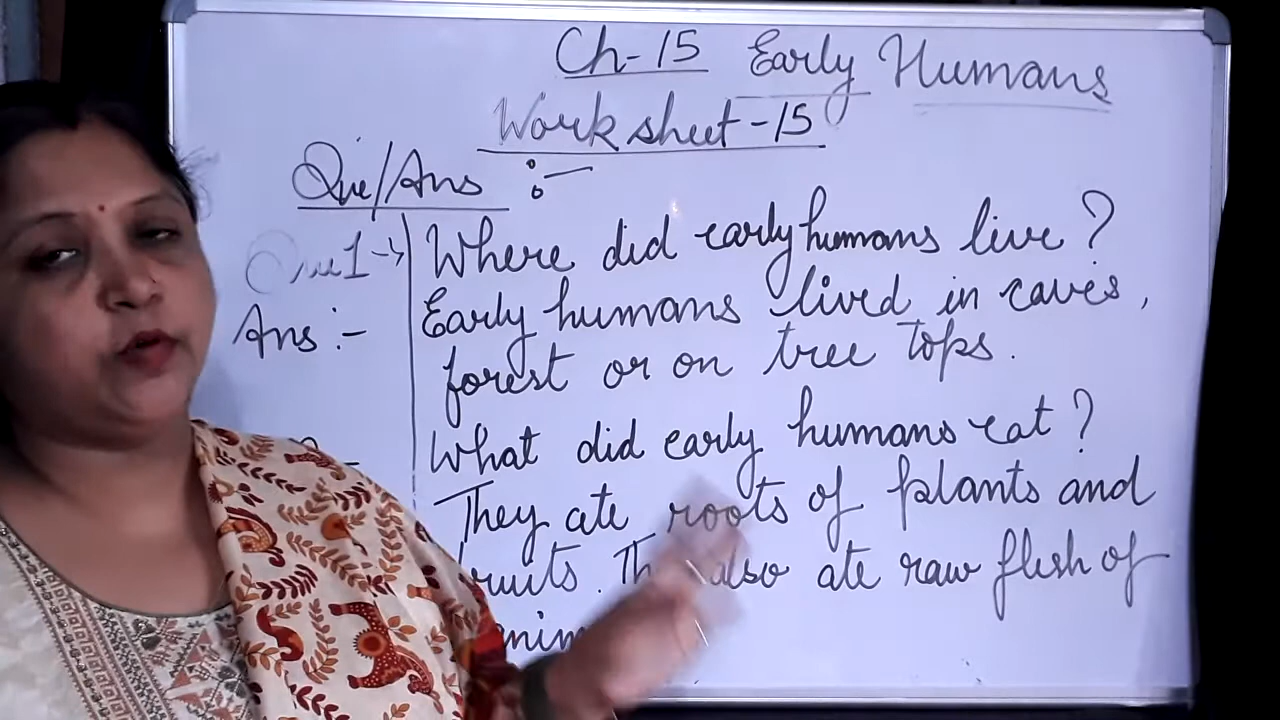 Ch-15 Early Humans
Worksheet-15
Que/Ans :-
Que 1 → Where did early humans live?
Ans :- Early humans lived in caves,
forest or on tree tops.
What did early humans eat?
They ate roots of plants and
ruits. also ate raw flesh of